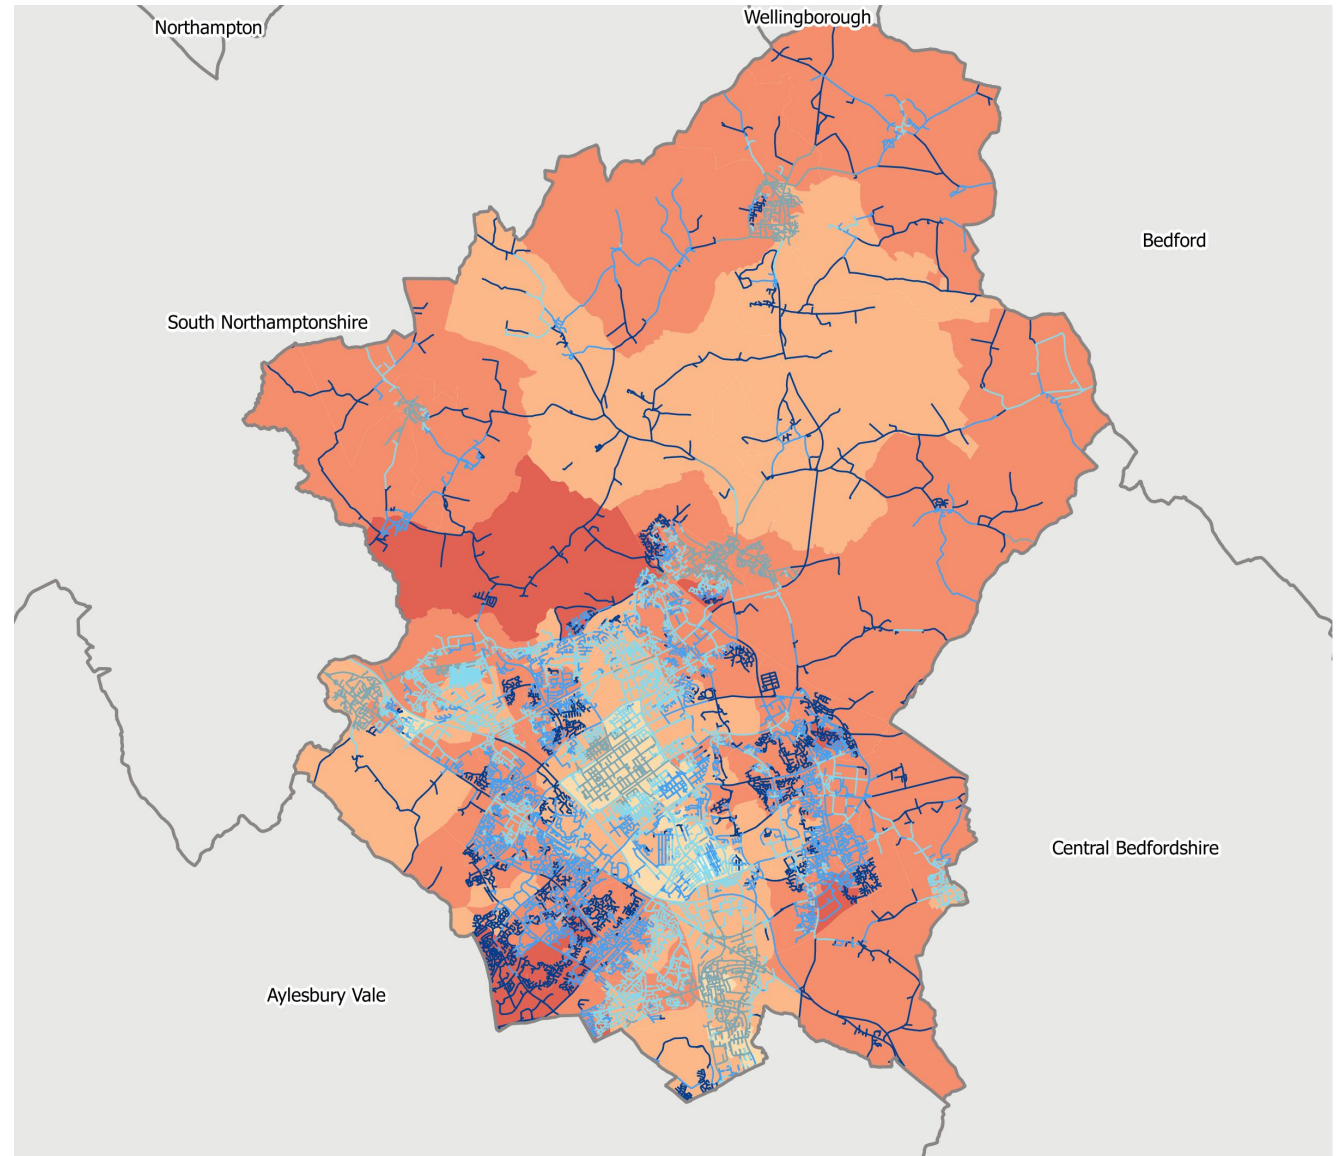 Northampton
Wellingborough
Bedford
South Northamptonshire
Central Bedfordshire
Aylesbury Vale